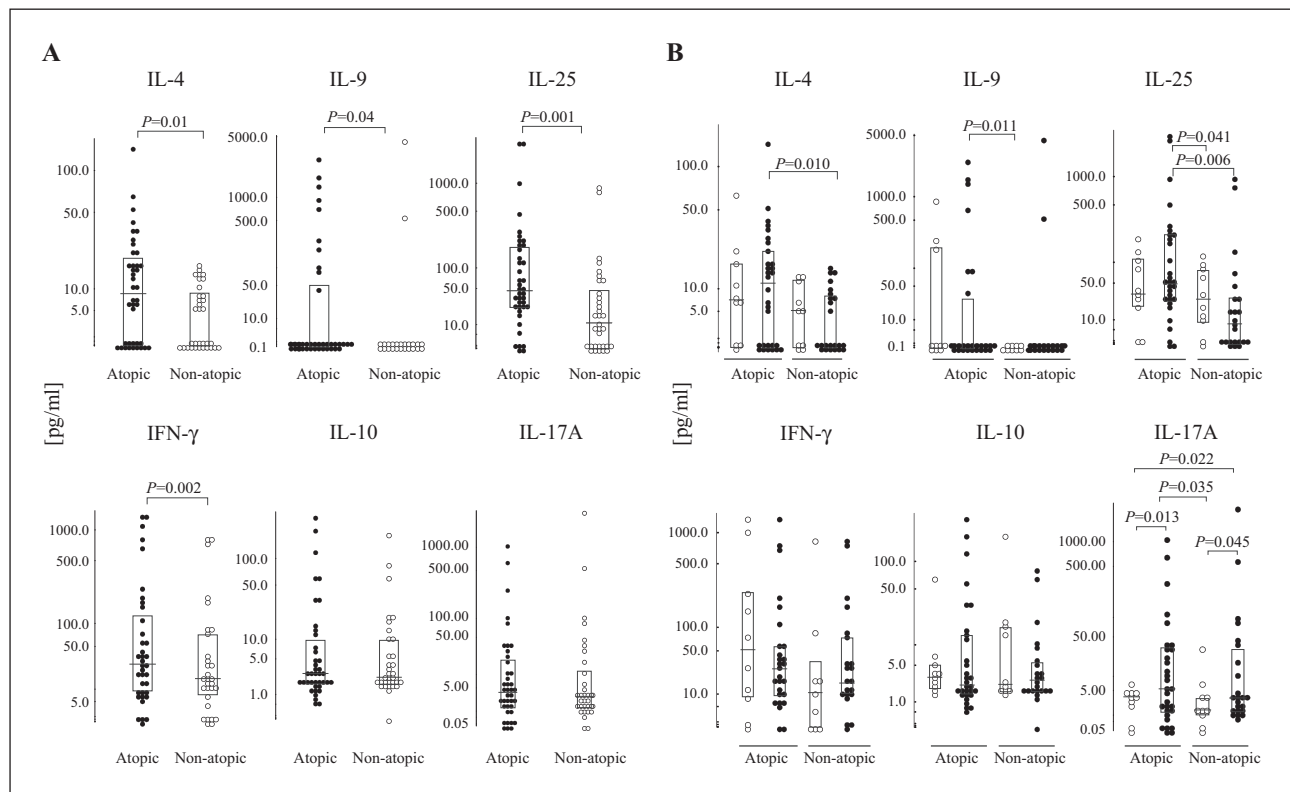 A
B
IL-4
IL-9
IL-25
IL-4
IL-9
IL-25
P=0.01
P=0.04
P=0.001
P=0.010
P=0.011
P=0.041
P=0.006
100.0
50.0
10.0
5.0
5000.0
1000.0
500.0
50.0
10.0
0.1
1000.0
500.0
100.0
50.0
10.0
100.0
50.0
10.0
5.0
5000.0
1000.0
500.0
50.0
10.0
0.1
1000.0
500.0
50.0
10.0
Atopic
Non-atopic
Atopic
Non-atopic
Atopic
Non-atopic
Atopic
Non-atopic
Atopic
Non-atopic
Atopic
Non-atopic
[pg/ml]
[pg/ml]
IFN-γ
IL-10
IL-17A
IFN-γ
IL-10
IL-17A
P=0.002
P=0.022
P=0.035
P=0.013
P=0.045
1000.0
500.0
100.0
50.0
5.0
100.0
50.0
10.0
5.0
1.0
1000.00
500.00
100.00
50.00
5.00
0.05
1000.0
500.0
100.0
50.0
10.0
100.0
50.0
5.0
1.0
1000.00
500.00
50.00
5.00
0.05
Atopic
Non-atopic
Atopic
Non-atopic
Atopic
Non-atopic
Atopic
Non-atopic
Atopic
Non-atopic
Atopic
Non-atopic